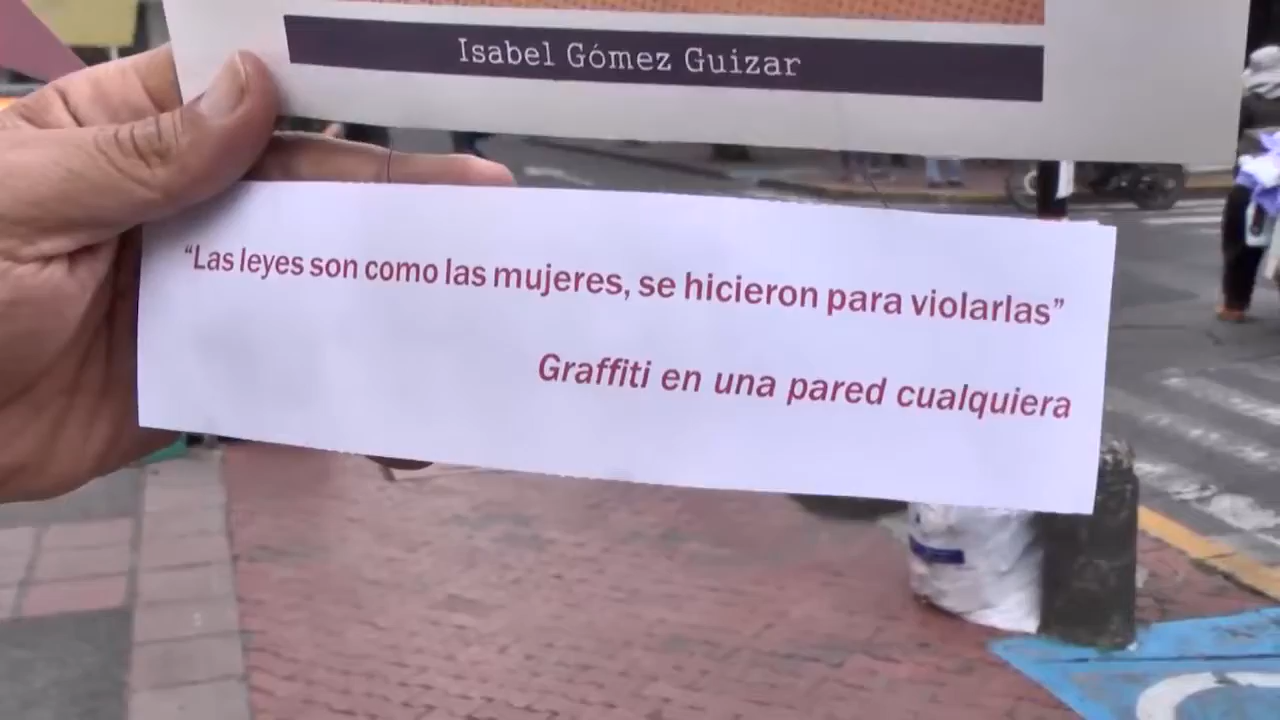 Isabel Gómez Guizar
“Las leyes son como las mujeres, se hicieron para violarlas”
Graffiti en una pared cualquiera